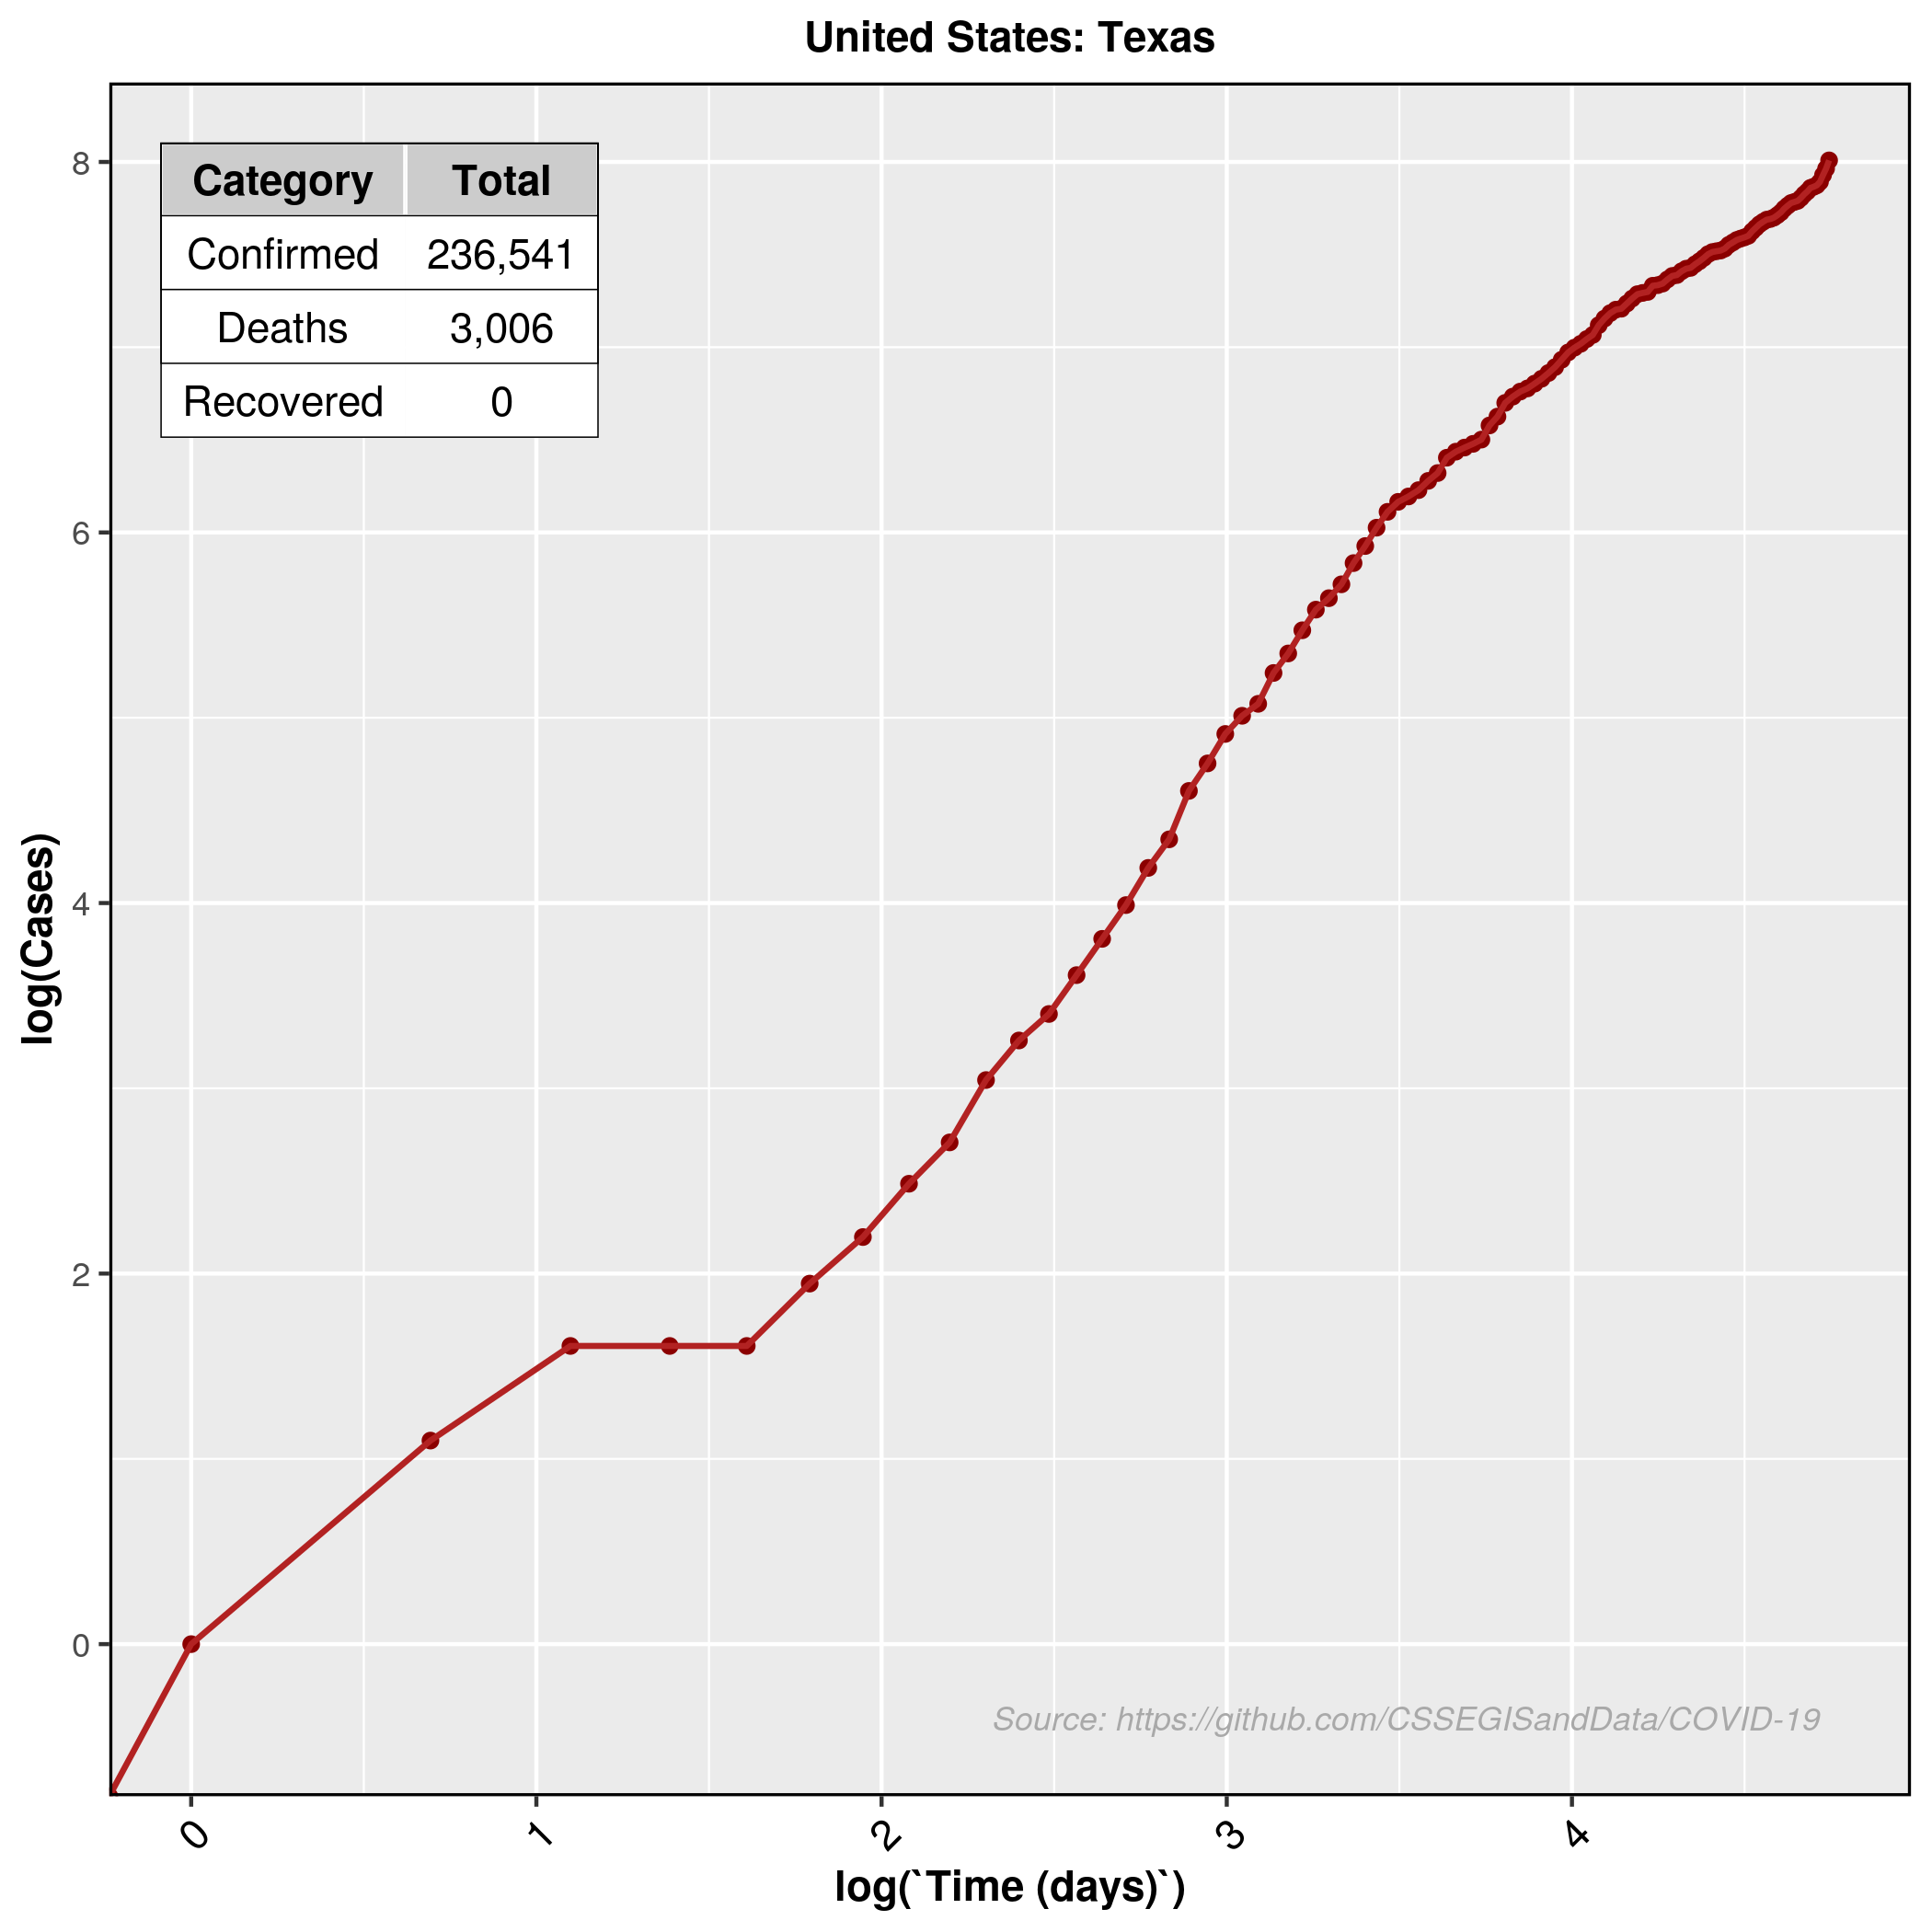 United States: Texas
Category Total
Confirmed 236,541
Deaths 3,006
Recovered 0
8
6
4
2
0
log(Cases)
Source: https://github.com/CSSEGISandData/COVID-19
0 1 2 3 4
log(`Time (days)`)